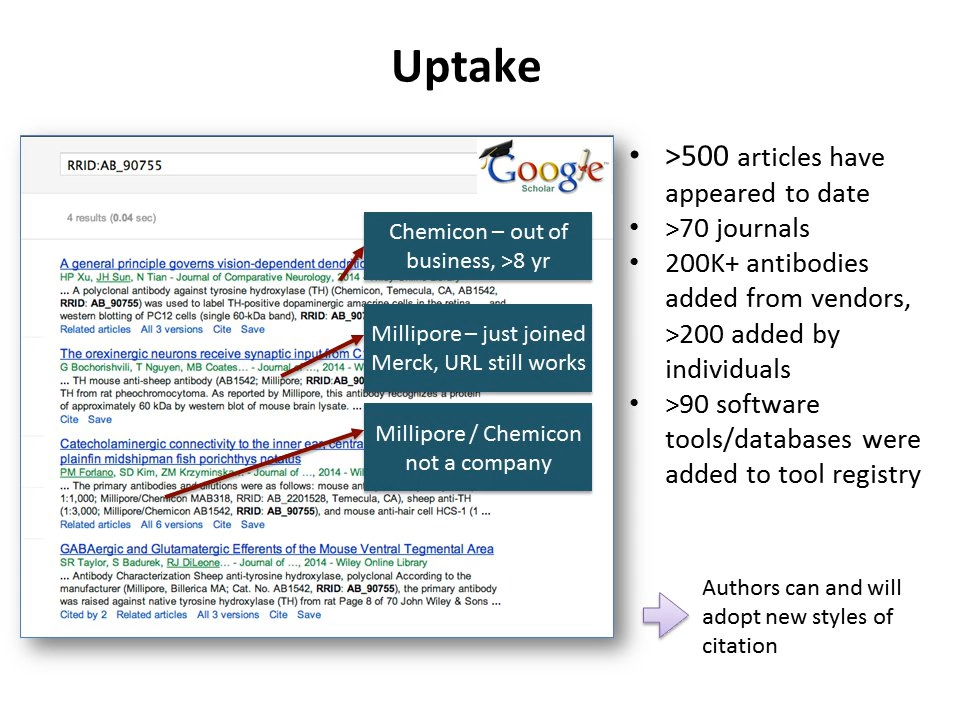 Uptake
RRID:AB_90755
Google
Scholar
4 results (0.04 sec)
A general principle governs vision-dependent dendritic
HP Xu, JH Sun, N Tian - Journal of Comparative Neurology, 2014 -
... A polyclonal antibody against tyrosine hydroxylase (TH) (Chemicon, Temecula, CA, AB1542,
RRID: AB_90755) was used to label TH-positive dopaminergic amacrine cells in the retina ... and
western blotting of PC12 cells (single 60-kDa band), RRID: AB_907
Related articles All 3 versions Cite Save
The orexinergic neurons receive synaptic input from C
G Bochorishvili, T Nguyen, MB Coates... - Journal of ..., 2014 -
... TH mouse anti-sheep antibody (AB1542; Millipore; RRID:AB_90
TH from rat pheochromocytoma. As reported by Millipore, this antibody recognizes a protein
of approximately 60 kDa by western blot of mouse brain lysate. ...
Cite Save
Catecholaminergic connectivity to the inner ear, central
plainfin midshipman fish porichthys notatus
PM Forlano, SD Kim, ZM Krzyminska... - Journal of ..., 2014 - Wil
... The primary antibodies and dilutions were as follows: mouse an
1:1,000; Millipore/Chemicon MAB318, RRID: AB_2201528, Temecula, CA), sheep anti-TH
(1:3,000; Millipore/Chemicon AB1542, RRID: AB_90755), and mouse anti-hair cell HCS-1 (1 ...
Related articles All 6 versions Cite Save
GABAergic and Glutamatergic Efferents of the Mouse Ventral Tegmental Area
SR Taylor, S Badurek, RJ DiLeone... - Journal of ..., 2014 - Wiley Online Library
... Antibody Characterization Sheep anti-tyrosine hydroxylase, polyclonal According to the
manufacturer (Millipore, Billerica MA; Cat. No. AB1542, RRID: AB_90755), the primary antibody
was raised against native tyrosine hydroxylase (TH) from rat Page 8 of 70 John Wiley & Sons ...
Cited by 2 Related articles All 3 versions Cite Save
Chemicon – out of
business, >8 yr
Millipore – just joined
Merck, URL still works
Millipore / Chemicon
not a company
• >500 articles have
appeared to date
• >70 journals
• 200K+ antibodies
added from vendors,
>200 added by
individuals
• >90 software
tools/databases were
added to tool registry
Authors can and will
adopt new styles of
citation